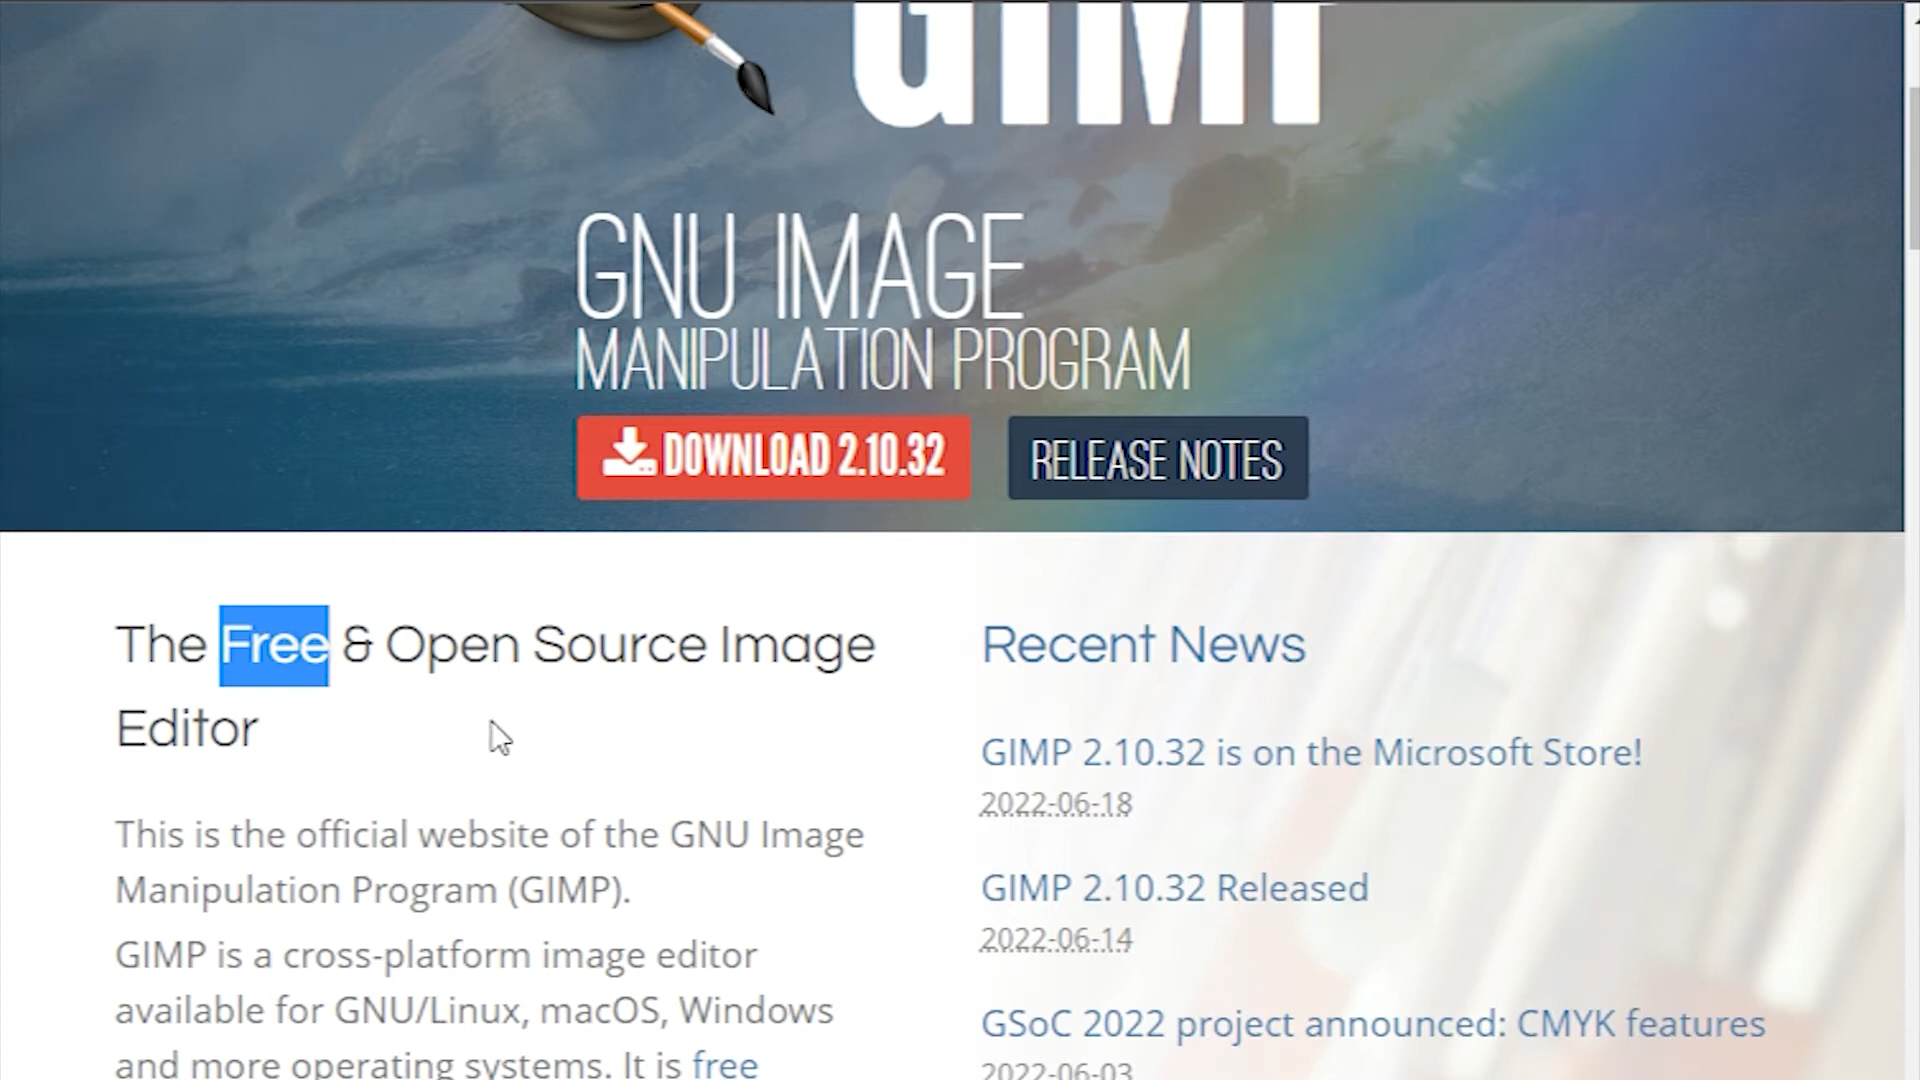 GIMP
GNU IMAGE
MANIPULATION PROGRAM
DOWNLOAD 2.10.32
RELEASE NOTES
The Free & Open Source Image
Editor
This is the official website of the GNU Image
Manipulation Program (GIMP).
GIMP is a cross-platform image editor
available for GNU/Linux, macOS, Windows
and more operating systems. It is free
Recent News
GIMP 2.10.32 is on the Microsoft Store!
2022-06-18
GIMP 2.10.32 Released
2022-06-14
GSoC 2022 project announced: CMYK features
2022-06-03